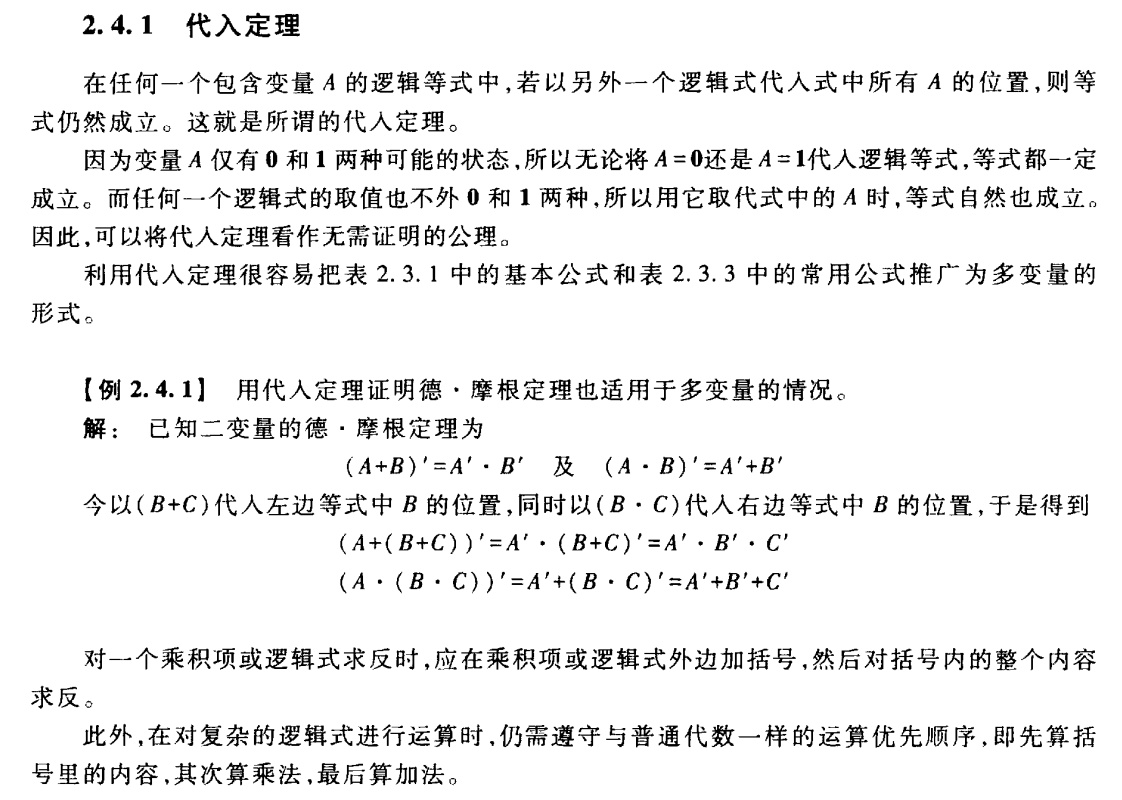 2.4.1 代入定理
在任何一个包含变量 A 的逻辑等式中,若以另外一个逻辑式代入式中所有 A 的位置,则等
式仍然成立。这就是所谓的代入定理。
因为变量 A 仅有 0 和 1 两种可能的状态,所以无论将 A=0还是 A=1代入逻辑等式,等式都一定
成立。而任何一个逻辑式的取值也不外 0 和 1 两种,所以用它取代式中的 A 时,等式自然也成立。
因此,可以将代入定理看作无需证明的公理。
利用代入定理很容易把表 2.3.1 中的基本公式和表 2.3.3 中的常用公式推广为多变量的
形式。
【例 2.4.1】 用代入定理证明德·摩根定理也适用于多变量的情况。
解: 已知二变量的德·摩根定理为
(A+B)′=A′·B′ 及 (A·B)′=A′+B′
今以(B+C)代入左边等式中 B 的位置,同时以(B·C)代入右边等式中 B 的位置,于是得到
(A+(B+C))′=A′·(B+C)′=A′·B′·C′
(A·(B·C))′=A′+(B·C)′=A′+B′+C′
对一个乘积项或逻辑式求反时,应在乘积项或逻辑式外边加括号,然后对括号内的整个内容
求反。
此外,在对复杂的逻辑式进行运算时,仍需遵守与普通代数一样的运算优先顺序,即先算括
号里的内容,其次算乘法,最后算加法。